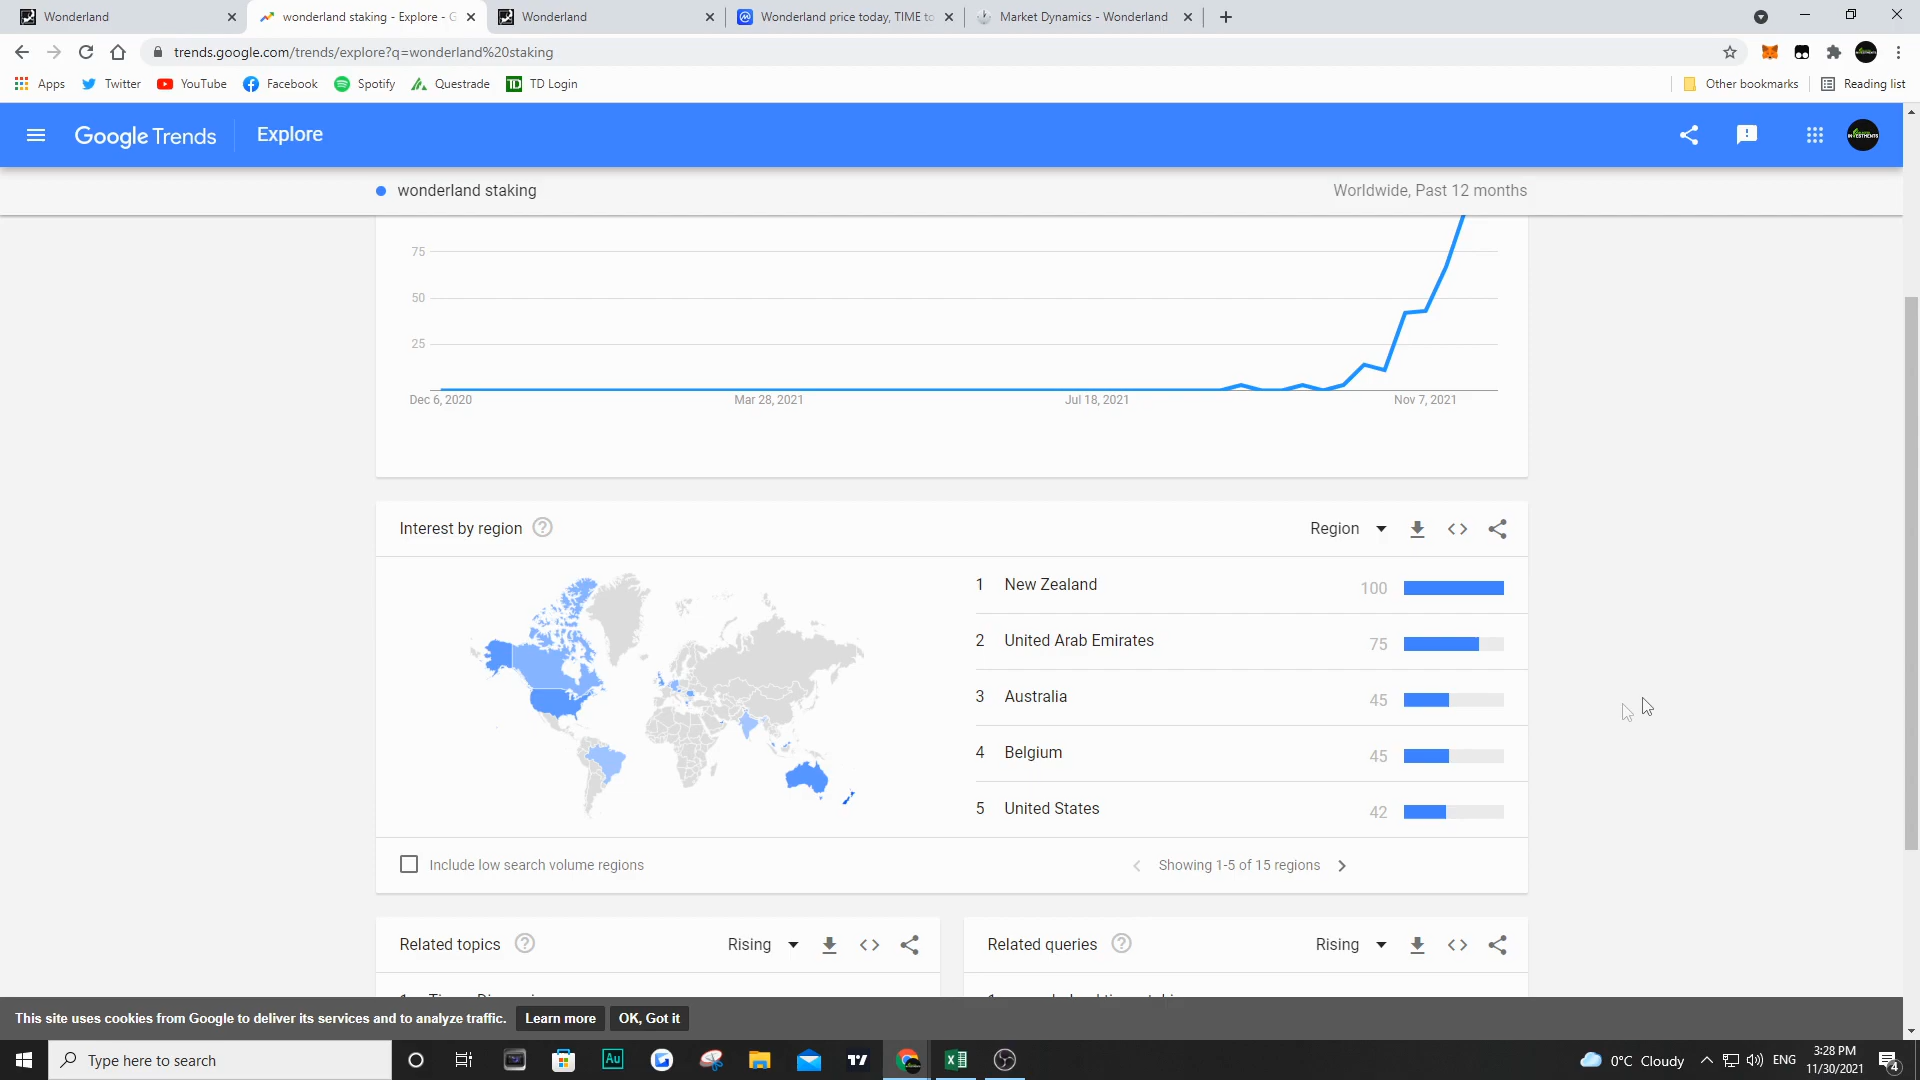 Wonderland
wonderland staking - Explore - G
Wonderland
Wonderland price today, TIME to
Market Dynamics - Wonderland
trends.google.com/trends/explore?q=wonderland%20staking
Apps
Twitter
YouTube
Facebook
Spotify
Questrade
TD Login
Other bookmarks
Reading list
Google Trends
Explore
wonderland staking
Worldwide, Past 12 months
75
50
25
Dec 6, 2020
Mar 28, 2021
Jul 18, 2021
Nov 7, 2021
Interest by region
Region
1 New Zealand 100
2 United Arab Emirates 75
3 Australia 45
4 Belgium 45
5 United States 42
Include low search volume regions
Showing 1-5 of 15 regions
Related topics
Rising
Related queries
Rising
This site uses cookies from Google to deliver its services and to analyze traffic.
Learn more
OK, Got it
Type here to search
Au
0°C Cloudy
ENG
3:28 PM
11/30/2021
4